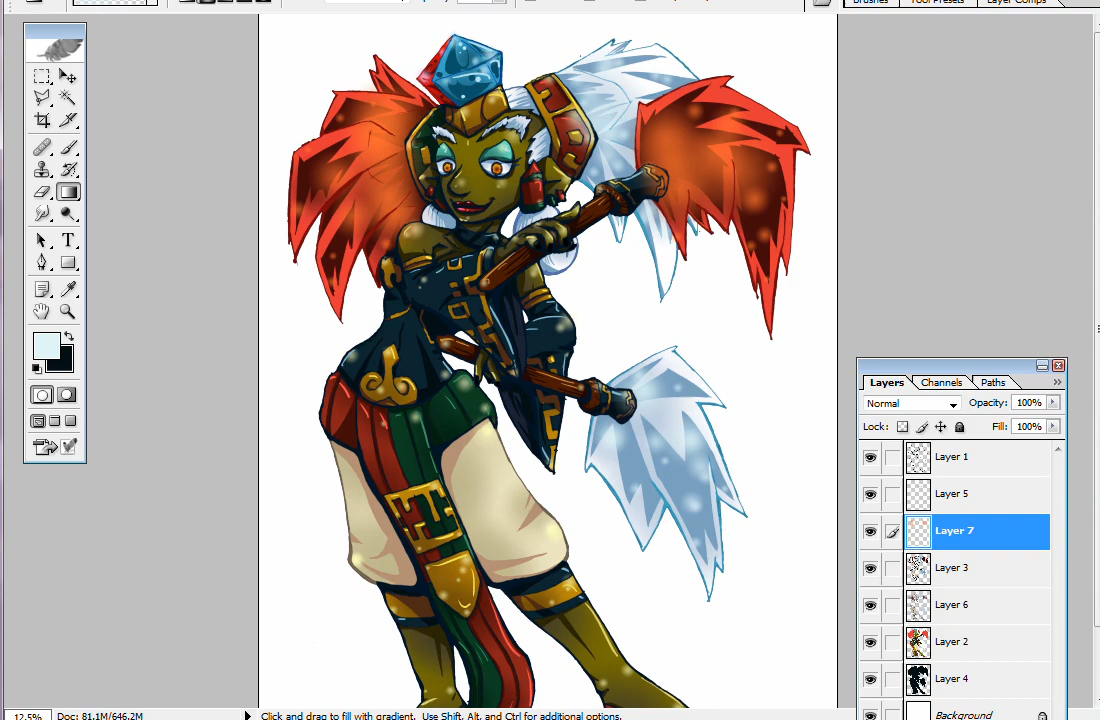 Brushes Tool Presets Layer Comps
T
Layers Channels Paths
Normal Opacity: 100%
Lock: Fill: 100%
Layer 1
Layer 5
Layer 7
Layer 3
Layer 6
Layer 2
Layer 4
Background
12.5% Doc: 81.1M/646.2M Click and drag to fill with gradient. Use Shift, Alt, and Ctrl for additional options.